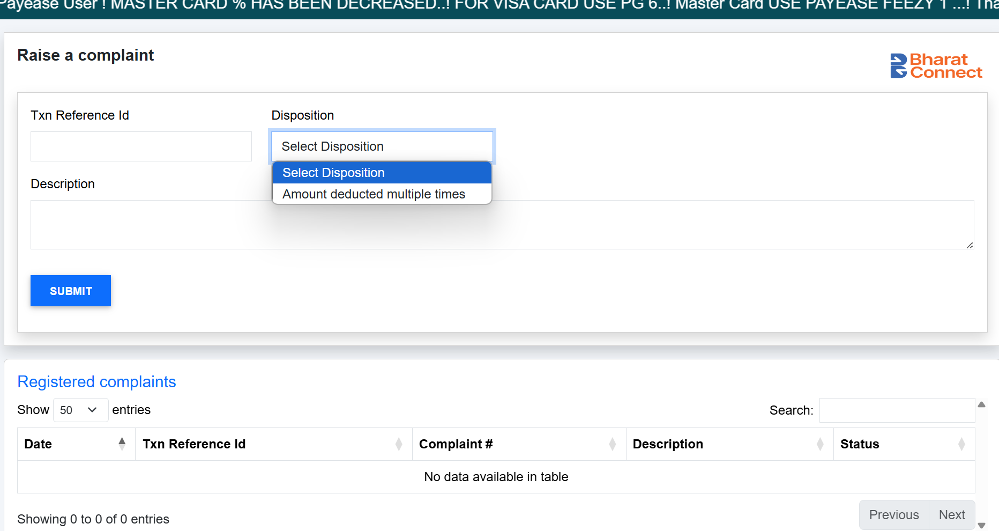 Payease User ! MASTER CARD % HAS BEEN DECREASED..! FOR VISA CARD USE PG 6..! Master Card USE PAYEASE FEEZY 1 ...!
Raise a complaint
Bharat
Connect
Txn Reference Id
Disposition
Select Disposition
Select Disposition
Amount deducted multiple times
Description
SUBMIT
Registered complaints
Show 50 entries
Search:
Date Txn Reference Id Complaint # Description Status
No data available in table
Showing 0 to 0 of 0 entries
Previous Next